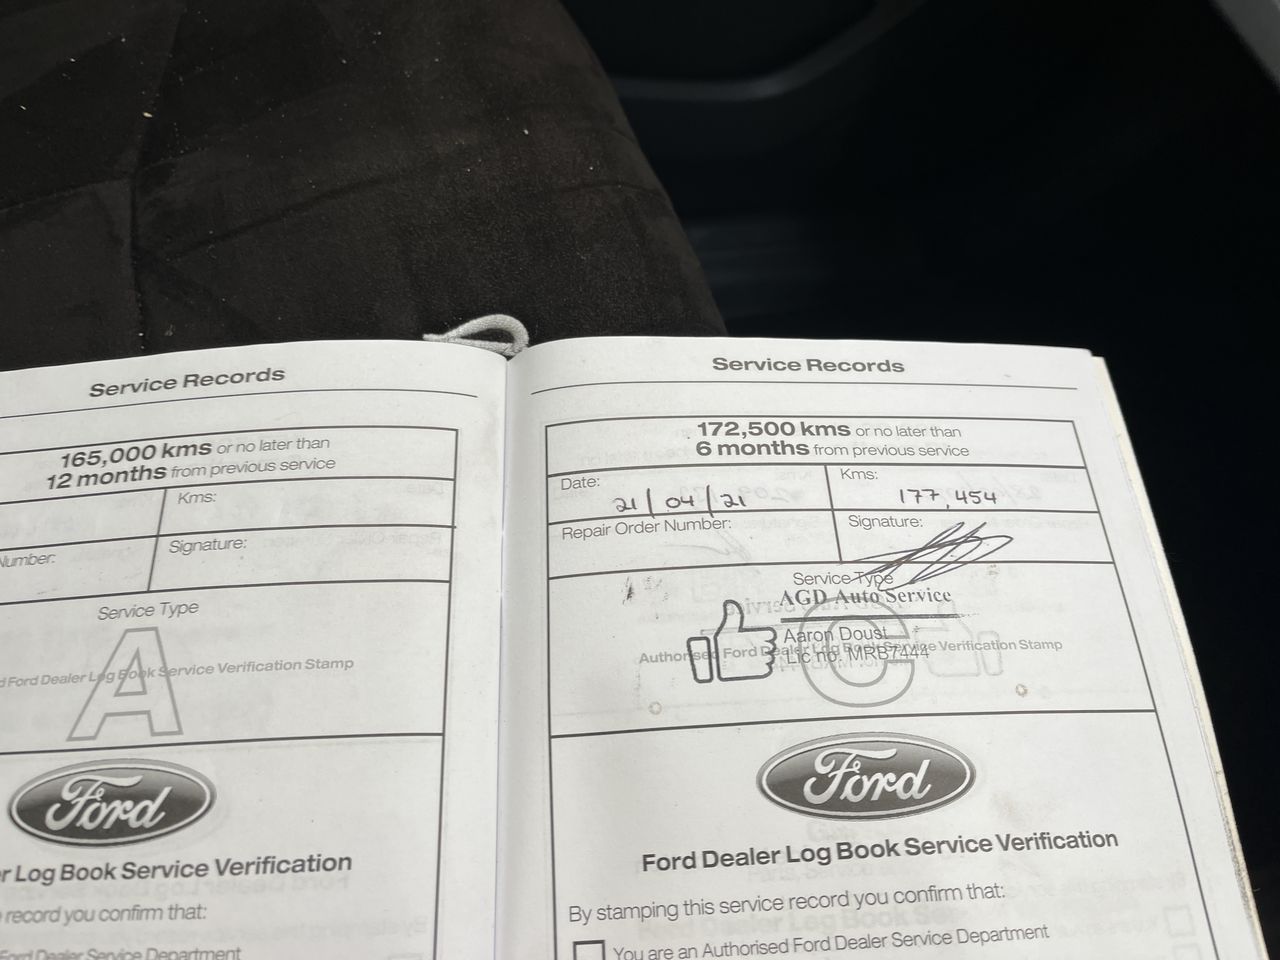 Service Records
165,000 kms or no later than
12 months from previous service
Kms:
Number:
Signature:
Service Type
A
Ford Dealer Log Book Service Verification Stamp
Ford
Log Book Service Verification
record you confirm that:
Ford Dealer Service Department
Service Records
172,500 kms or no later than
6 months from previous service
Date:
21/04/21
Kms:
177,454
Repair Order Number:
Signature:
Service Type
AGD Auto Service
Aaron Doust
Lic no. MRB7444
C
Authorised Ford Dealer Log Book Service Verification Stamp
Ford
Ford Dealer Log Book Service Verification
By stamping this service record you confirm that:
You are an Authorised Ford Dealer Service Department